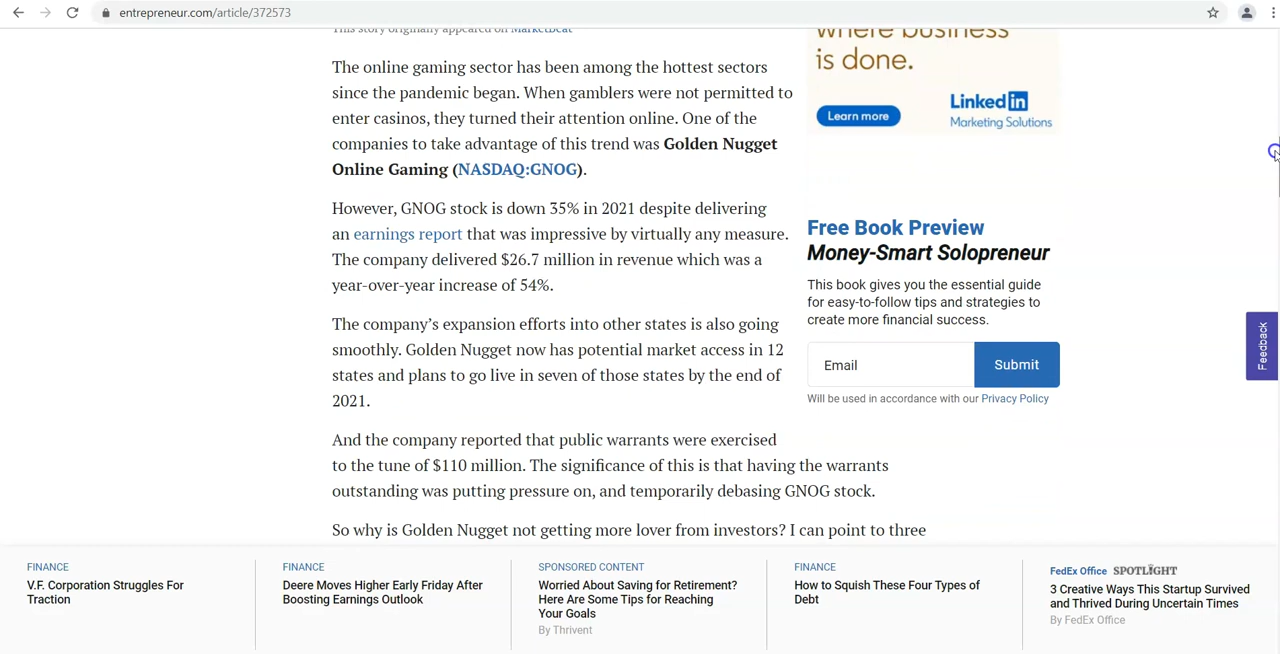 entrepreneur.com/article/372573
This story originally appeared on MarketBeat
The online gaming sector has been among the hottest sectors
since the pandemic began. When gamblers were not permitted to
enter casinos, they turned their attention online. One of the
companies to take advantage of this trend was Golden Nugget
Online Gaming (NASDAQ:GNOG).
However, GNOG stock is down 35% in 2021 despite delivering
an earnings report that was impressive by virtually any measure.
The company delivered $26.7 million in revenue which was a
year-over-year increase of 54%.
The company’s expansion efforts into other states is also going
smoothly. Golden Nugget now has potential market access in 12
states and plans to go live in seven of those states by the end of
2021.
And the company reported that public warrants were exercised
to the tune of $110 million. The significance of this is that having the warrants
outstanding was putting pressure on, and temporarily debasing GNOG stock.
So why is Golden Nugget not getting more lover from investors? I can point to three
where business
is done.
Learn more
Linked in
Marketing Solutions
Free Book Preview
Money-Smart Solopreneur
This book gives you the essential guide
for easy-to-follow tips and strategies to
create more financial success.
Email
Submit
Will be used in accordance with our Privacy Policy
Feedback
FINANCE
V.F. Corporation Struggles For
Traction
FINANCE
Deere Moves Higher Early Friday After
Boosting Earnings Outlook
SPONSORED CONTENT
Worried About Saving for Retirement?
Here Are Some Tips for Reaching
Your Goals
By Thrivent
FINANCE
How to Squish These Four Types of
Debt
FedEx Office SPOTLIGHT
3 Creative Ways This Startup Survived
and Thrived During Uncertain Times
By FedEx Office